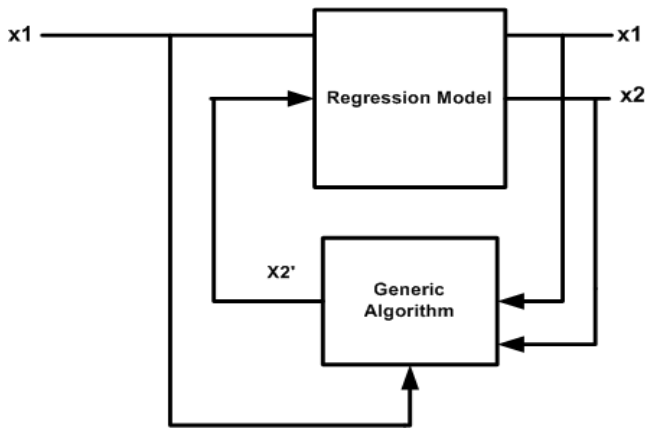 x1
x1
Regression Model
x2
X2'
Generic
Algorithm